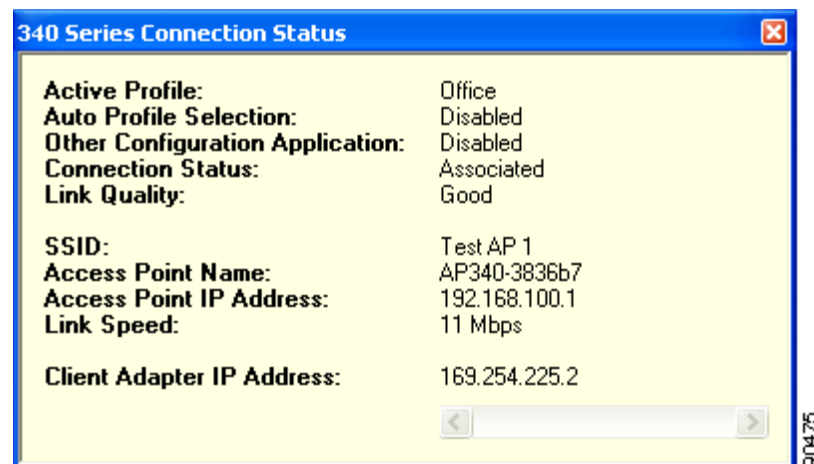 340 Series Connection Status
Active Profile: Office
Auto Profile Selection: Disabled
Other Configuration Application: Disabled
Connection Status: Associated
Link Quality: Good
SSID: Test AP 1
Access Point Name: AP340-3836b7
Access Point IP Address: 192.168.100.1
Link Speed: 11 Mbps
Client Adapter IP Address: 169.254.225.2
90475